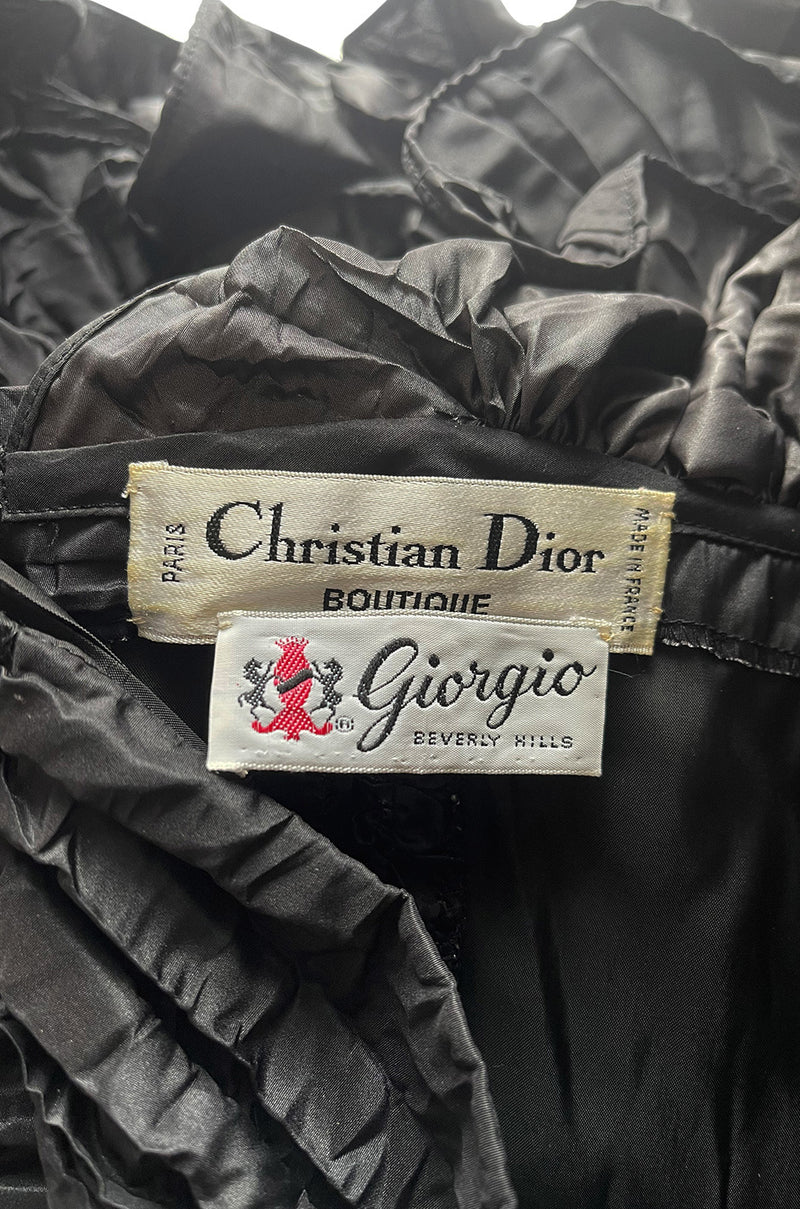 PARIS
Christian Dior
BOUTIQUE
MADE IN FRANCE
Giorgio
®
BEVERLY HILLS